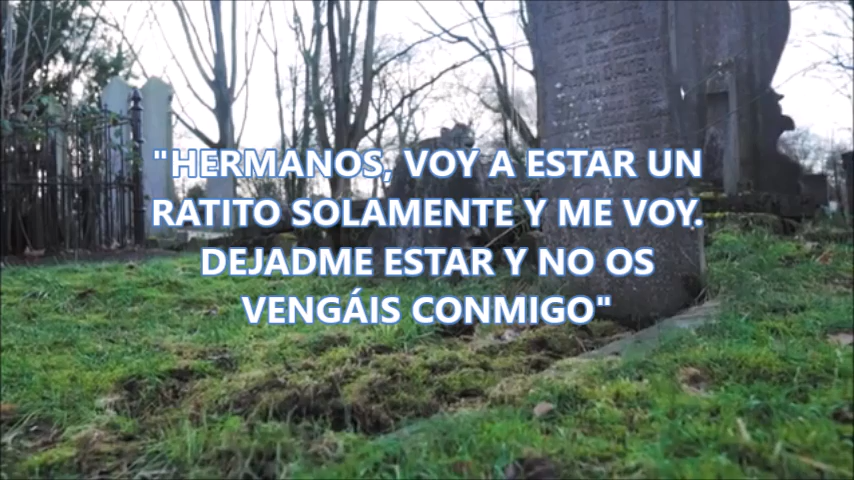 "HERMANOS, VOY A ESTAR UN
RATITO SOLAMENTE Y ME VOY.
DEJADME ESTAR Y NO OS
VENGÁIS CONMIGO"